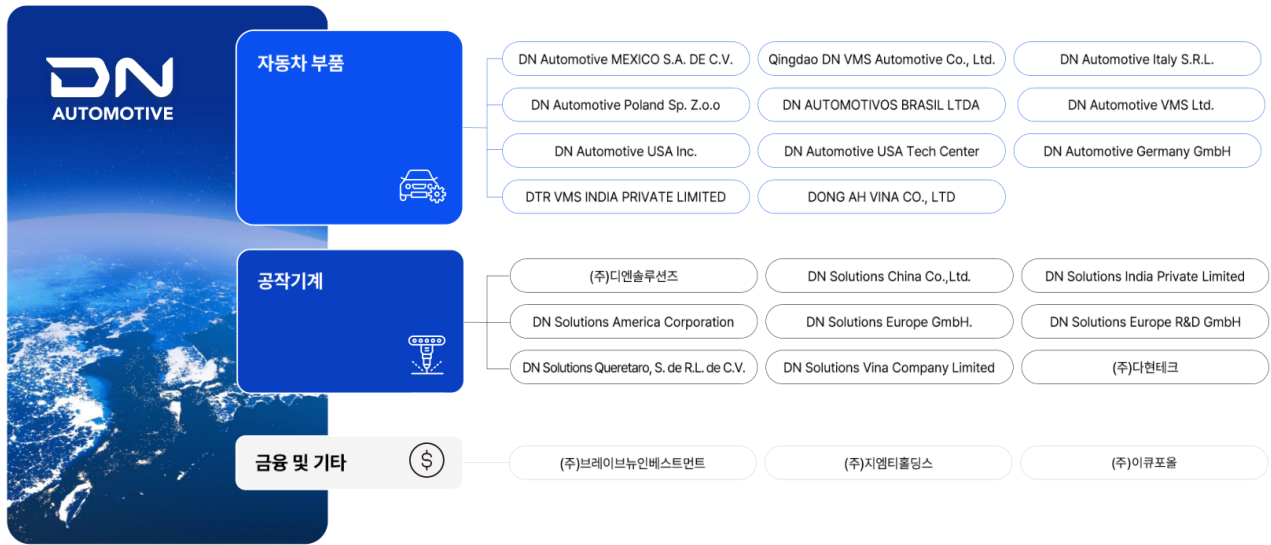 DN
AUTOMOTIVE
자동차 부품
DN Automotive MEXICO S.A. DE C.V.
Qingdao DN VMS Automotive Co., Ltd.
DN Automotive Italy S.R.L.
DN Automotive Poland Sp. Z.o.o
DN AUTOMOTIVOS BRASIL LTDA
DN Automotive VMS Ltd.
DN Automotive USA Inc.
DN Automotive USA Tech Center
DN Automotive Germany GmbH
DTR VMS INDIA PRIVATE LIMITED
DONG AH VINA CO., LTD
공작기계
(주)디엔솔루션즈
DN Solutions China Co.,Ltd.
DN Solutions India Private Limited
DN Solutions America Corporation
DN Solutions Europe GmbH.
DN Solutions Europe R&D GmbH
DN Solutions Queretaro, S. de R.L. de C.V.
DN Solutions Vina Company Limited
(주)다현테크
금융 및 기타
$
(주)브레이브뉴인베스트먼트
(주)지엠티홀딩스
(주)이큐포올